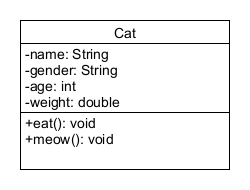 Cat
-name: String
-gender: String
-age: int
-weight: double
+eat(): void
+meow(): void